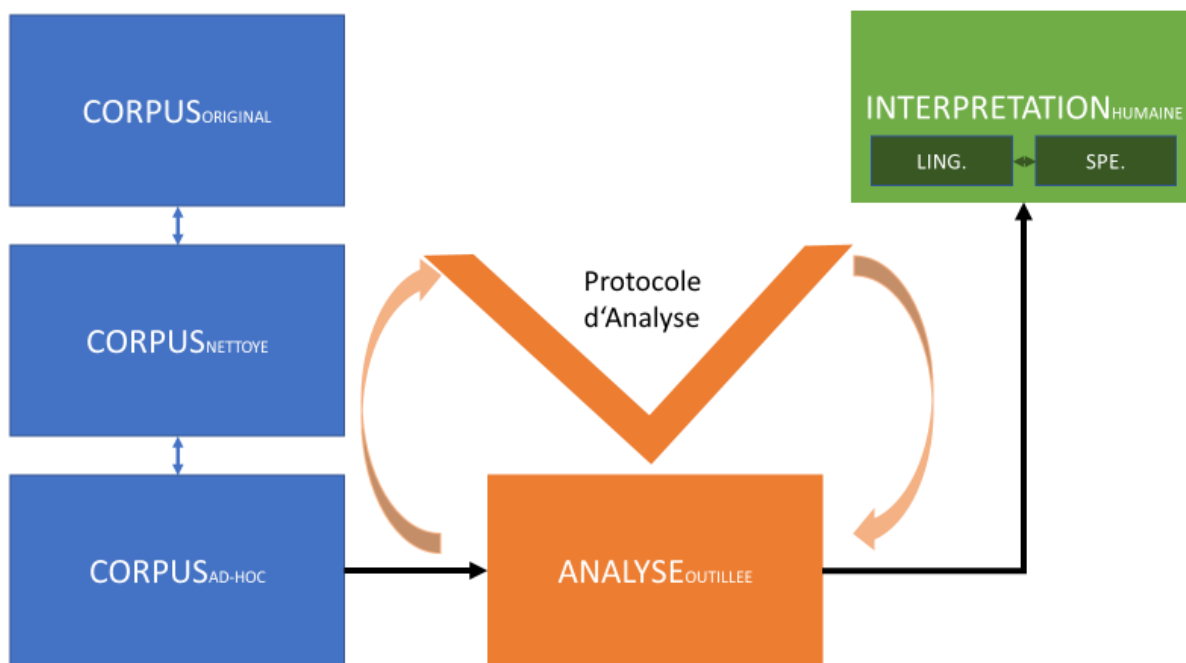 CORPUSORIGINAL
CORPUSNETTOYE
CORPUSAD-HOC
Protocole
d‘Analyse
ANALYSEOUTILLEE
INTERPRETATIONHUMAINE
LING.
SPE.